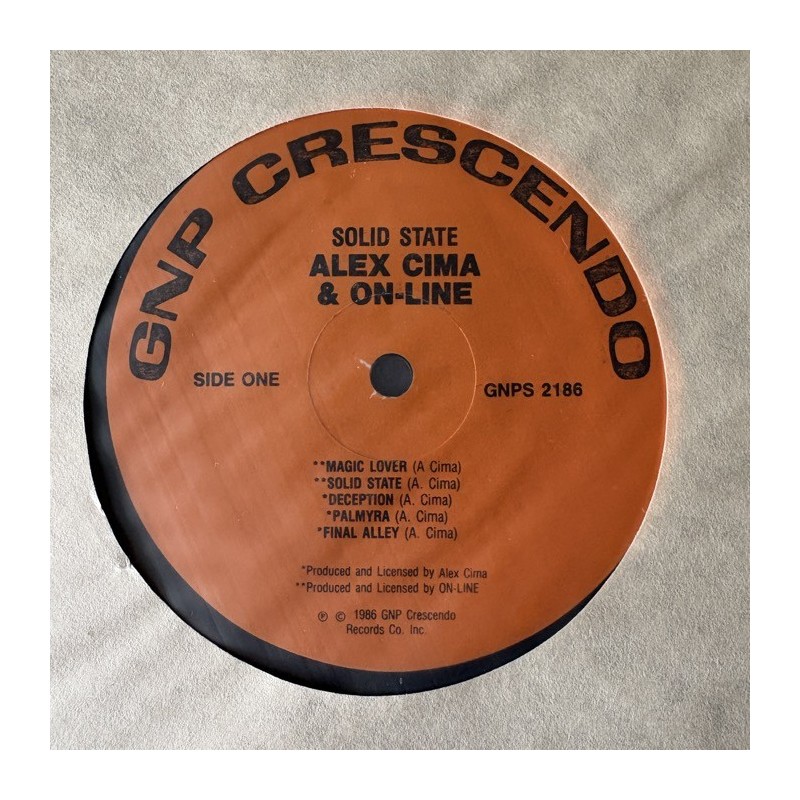 GNP CRESCENDO
SOLID STATE
ALEX CIMA
& ON-LINE
SIDE ONE
GNPS 2186
**MAGIC LOVER (A Cima)
**SOLID STATE (A. Cima)
*DECEPTION (A. Cima)
*PALMYRA (A. Cima)
*FINAL ALLEY (A. Cima)
*Produced and Licensed by Alex Cima
**Produced and Licensed by ON-LINE
℗ © 1986 GNP Crescendo
Records Co. Inc.